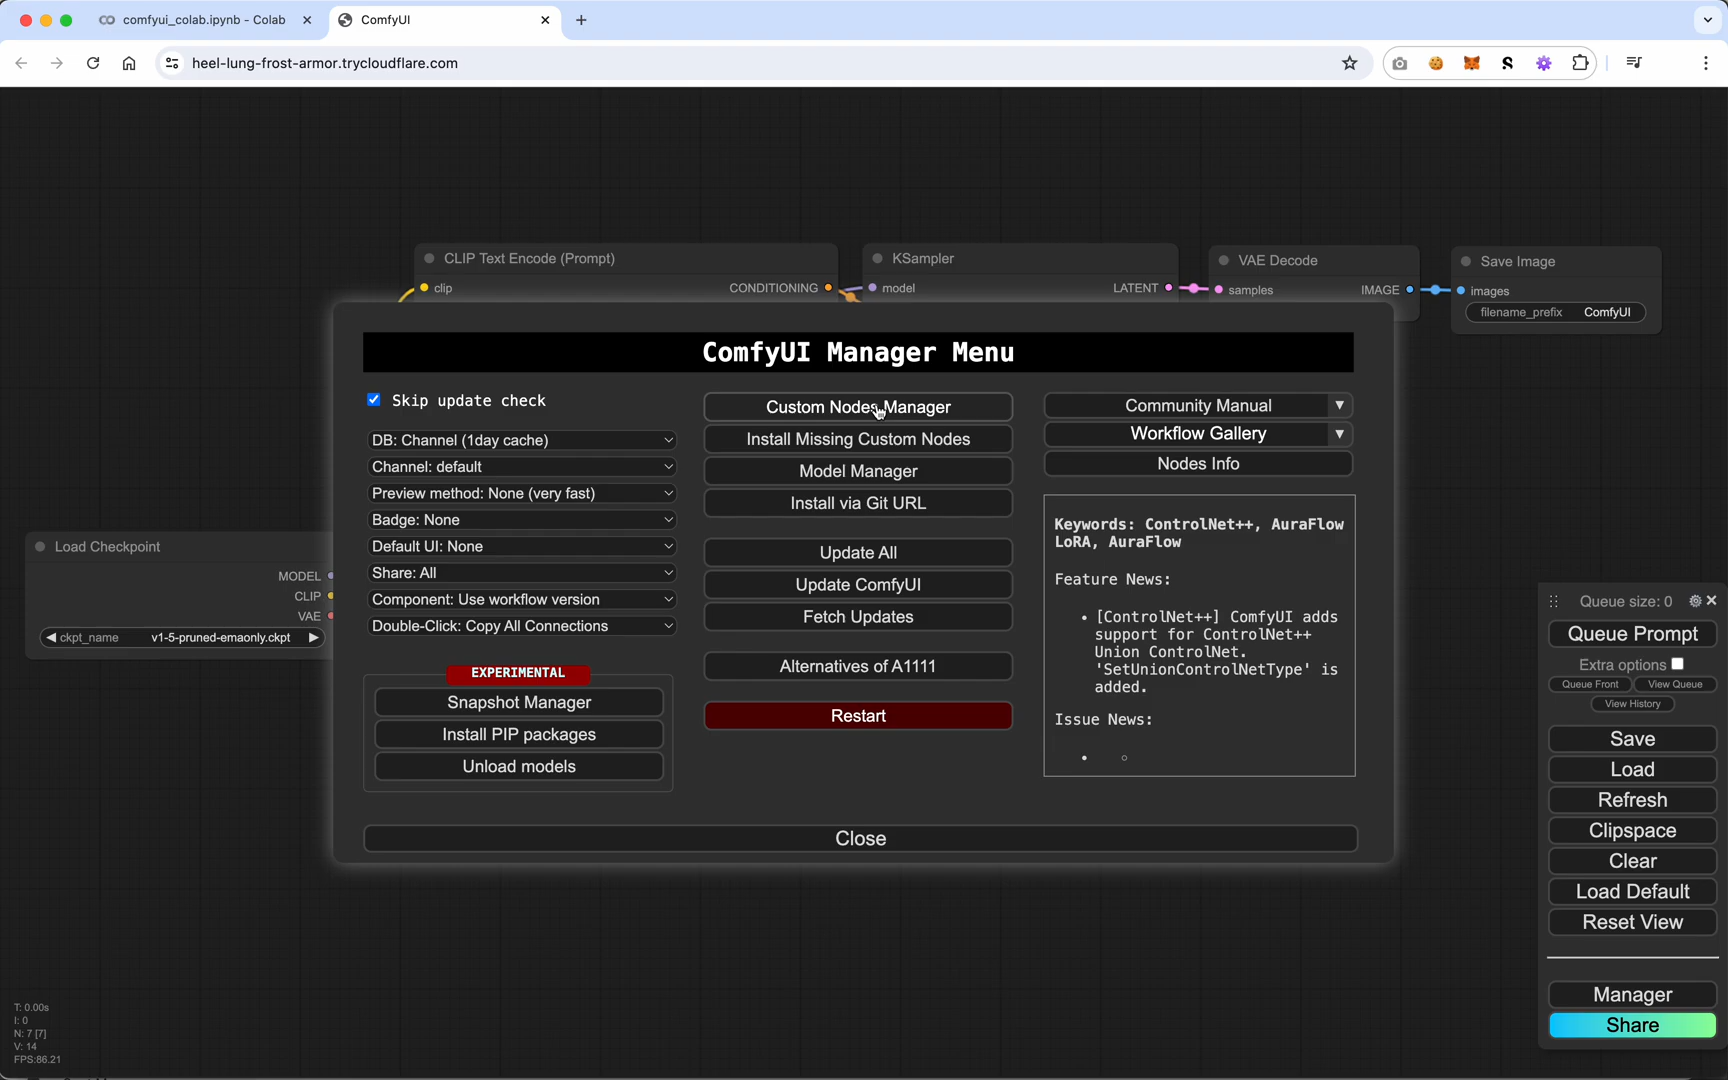 comfyui_colab.ipynb - Colab
ComfyUI
heel-lung-frost-armor.trycloudflare.com
CLIP Text Encode (Prompt)
clip
CONDITIONING
KSampler
model
LATENT
VAE Decode
samples
IMAGE
Save Image
images
filename_prefix ComfyUI
Load Checkpoint
MODEL
CLIP
VAE
ckpt_name v1-5-pruned-emaonly.ckpt
ComfyUI Manager Menu
Skip update check
DB: Channel (1day cache)
Channel: default
Preview method: None (very fast)
Badge: None
Default UI: None
Share: All
Component: Use workflow version
Double-Click: Copy All Connections
EXPERIMENTAL
Snapshot Manager
Install PIP packages
Unload models
Custom Nodes Manager
Install Missing Custom Nodes
Model Manager
Install via Git URL
Update All
Update ComfyUI
Fetch Updates
Alternatives of A1111
Restart
Community Manual
Workflow Gallery
Nodes Info
Keywords: ControlNet++, AuraFlow
LoRA, AuraFlow
Feature News:
• [ControlNet++] ComfyUI adds
support for ControlNet++
Union ControlNet.
'SetUnionControlNetType' is
added.
Issue News:
Close
Queue size: 0
Queue Prompt
Extra options
Queue Front
View Queue
View History
Save
Load
Refresh
Clipspace
Clear
Load Default
Reset View
Manager
Share
T: 0.00s
I: 0
N: 7 [7]
V: 14
FPS:86.21